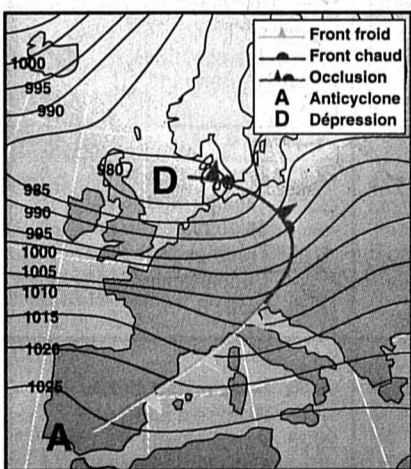 Front froid
Front chaud
Occlusion
A Anticyclone
D Dépression
1000
995
990
980
D
985
990
995
1000
1005
1010
1015
1020
1025
A